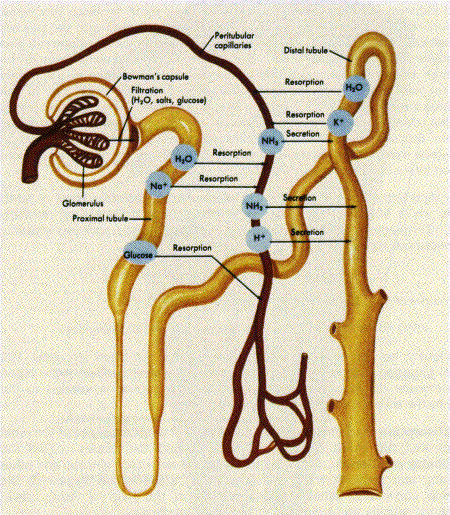 Peritubular
capillaries
Distal tubule
Bowman's capsule
Filtration
(H₂O, salts, glucose)
Resorption
H₂O
Resorption
K⁺
NH₃
Secretion
H₂O
Resorption
Na⁺
Resorption
Glomerulus
NH₃
Secretion
Proximal tubule
H⁺
Secretion
Glucose
Resorption